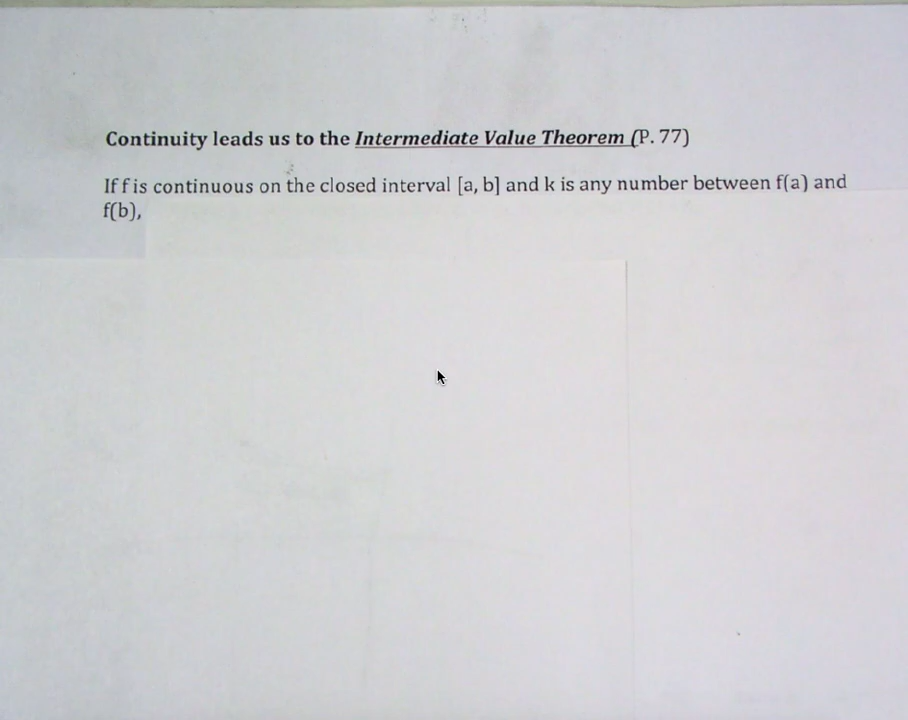 Continuity leads us to the Intermediate Value Theorem (P. 77)
If f is continuous on the closed interval [a, b] and k is any number between f(a) and
f(b),